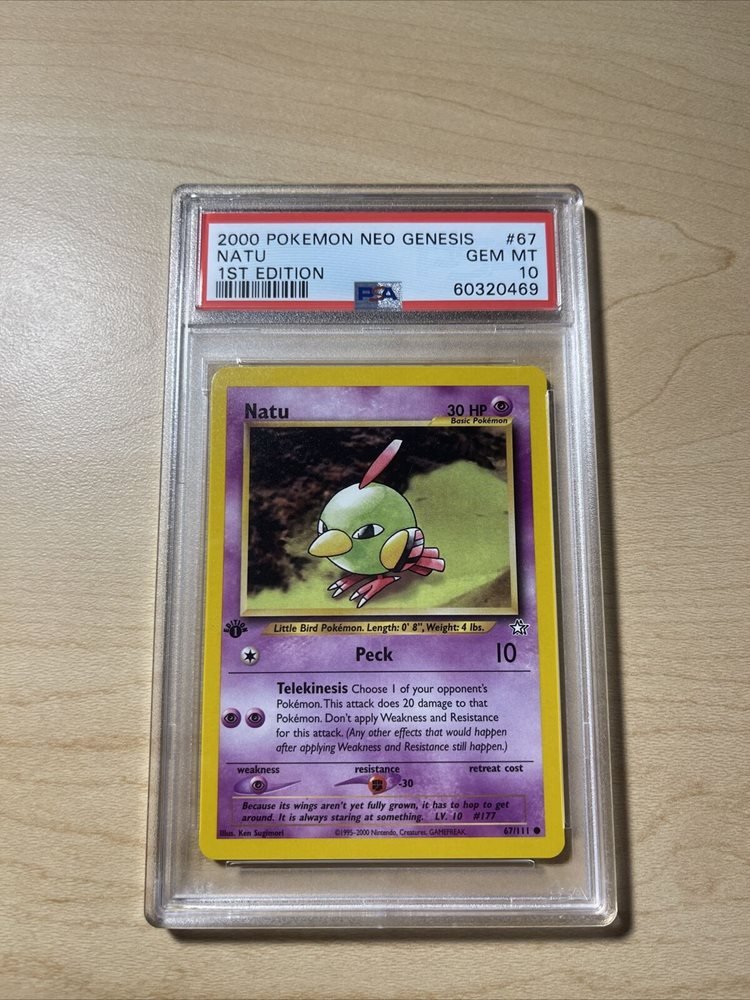 2000 POKEMON NEO GENESIS #67
NATU GEM MT
1ST EDITION 10
PSA 60320469
Natu 30 HP
Basic Pokémon
EDITION 1
Little Bird Pokémon. Length: 0' 8", Weight: 4 lbs.
Peck 10
Telekinesis Choose 1 of your opponent's
Pokémon. This attack does 20 damage to that
Pokémon. Don't apply Weakness and Resistance
for this attack. (Any other effects that would happen
after applying Weakness and Resistance still happen.)
weakness resistance retreat cost
-30
Because its wings aren't yet fully grown, it has to hop to get
around. It is always staring at something. LV. 10 #177
Illus. Ken Sugimori ©1995-2000 Nintendo, Creatures, GAMEFREAK. 67/111